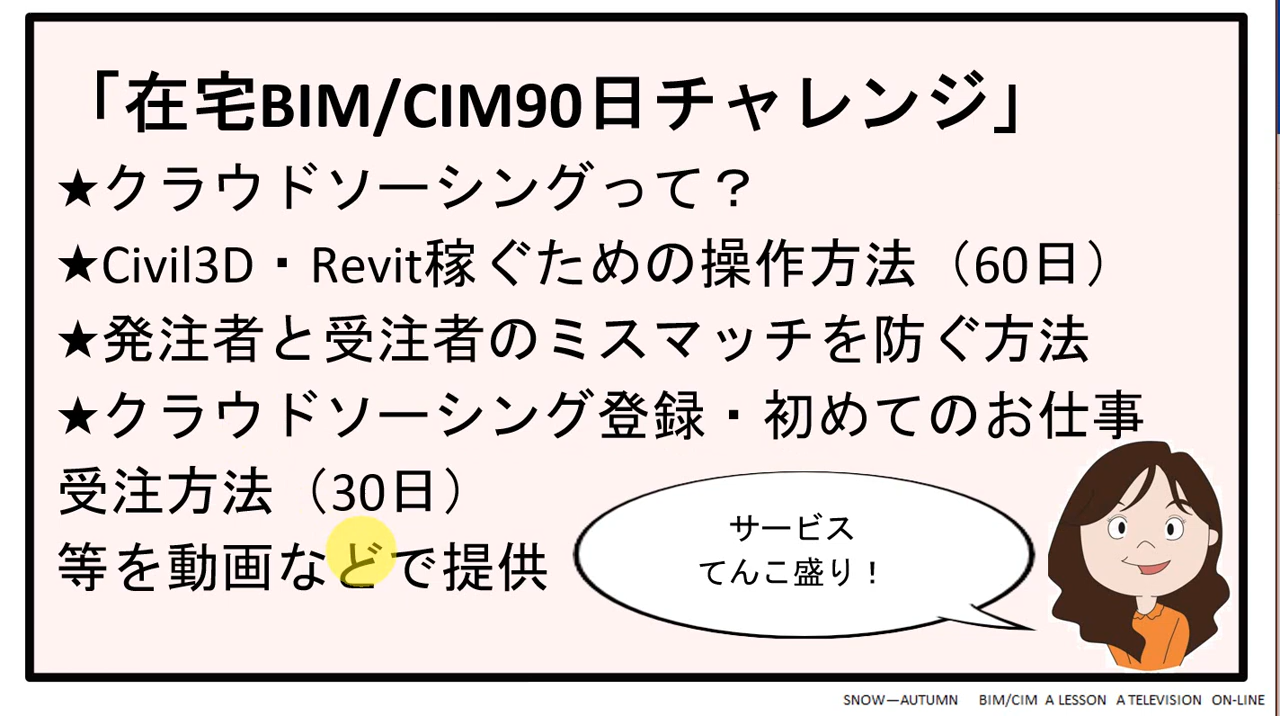 「在宅BIM/CIM90日チャレンジ」
★クラウドソーシングって？
★Civil3D・Revit稼ぐための操作方法（60日）
★発注者と受注者のミスマッチを防ぐ方法
★クラウドソーシング登録・初めてのお仕事
受注方法（30日）
等を動画などで提供
サービス
てんこ盛り！
SNOW—AUTUMN BIM/CIM A LESSON A TELEVISION ON-LINE